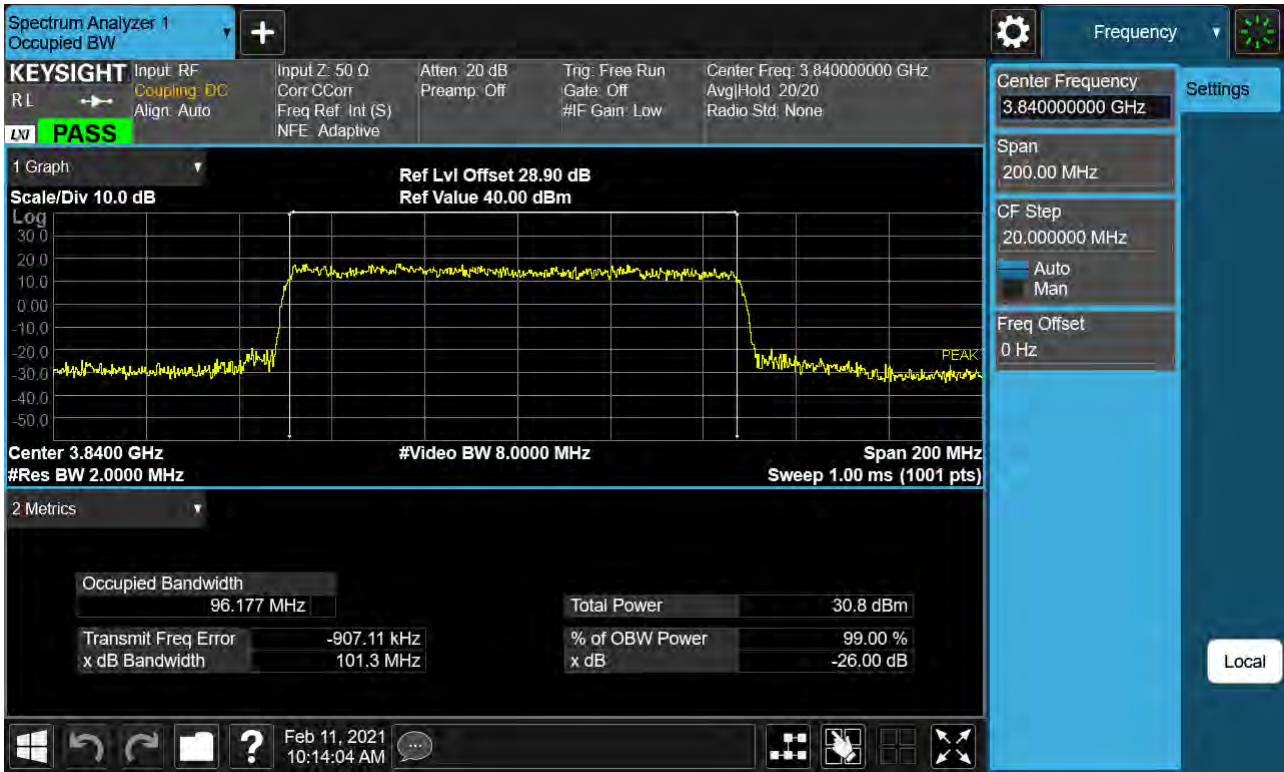 Spectrum Analyzer 1
Occupied BW
+
Frequency
KEYSIGHT
RL
LXI
PASS
Input: RF
Coupling: DC
Align: Auto
Input Z: 50 Ω
Corr CCorr
Freq Ref: Int (S)
NFE: Adaptive
Atten: 20 dB
Preamp: Off
Trig: Free Run
Gate: Off
#IF Gain: Low
Center Freq: 3.840000000 GHz
Avg|Hold: 20/20
Radio Std: None
Center Frequency
3.840000000 GHz
Settings
Span
200.00 MHz
CF Step
20.000000 MHz
Auto
Man
Freq Offset
0 Hz
Local
1 Graph
Scale/Div 10.0 dB
Ref Lvl Offset 28.90 dB
Ref Value 40.00 dBm
Log
30.0
20.0
10.0
0.00
-10.0
-20.0
-30.0
-40.0
-50.0
PEAK
Center 3.8400 GHz
#Video BW 8.0000 MHz
Span 200 MHz
#Res BW 2.0000 MHz
Sweep 1.00 ms (1001 pts)
2 Metrics
Occupied Bandwidth
96.177 MHz
Total Power 30.8 dBm
Transmit Freq Error -907.11 kHz
% of OBW Power 99.00 %
x dB Bandwidth 101.3 MHz
x dB -26.00 dB
?
Feb 11, 2021
10:14:04 AM